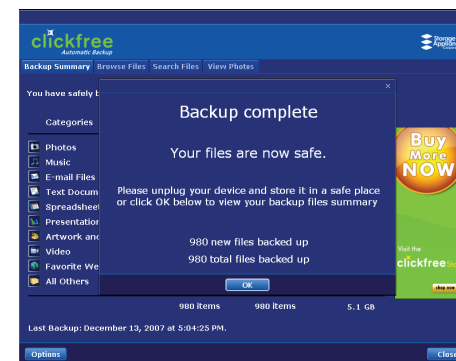 clickfree
Automatic Backup
Storage
Appliance
Backup Summary Browse Files Search Files View Photos
You have safely b
Categories
Photos
Music
E-mail Files
Text Docum
Spreadsheet
Presentation
Artwork and
Video
Favorite We
All Others
×
Backup complete
Your files are now safe.
Please unplug your device and store it in a safe place
or click OK below to view your backup files summary
980 new files backed up
980 total files backed up
OK
Buy
More
NOW
Visit the
clickfree Sto
shop now
980 items 980 items 5.1 GB
Last Backup: December 13, 2007 at 5:04:25 PM.
Options
Close